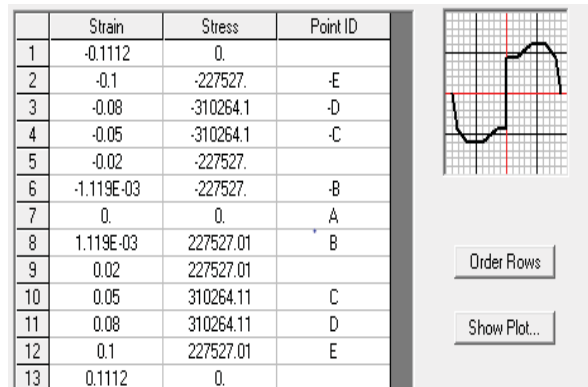 Strain Stress Point ID
1 -0.1112 0.
2 -0.1 -227527. -E
3 -0.08 -310264.1 -D
4 -0.05 -310264.1 -C
5 -0.02 -227527.
6 -1.119E-03 -227527. -B
7 0. 0. A
8 1.119E-03 227527.01 B
9 0.02 227527.01
10 0.05 310264.11 C
11 0.08 310264.11 D
12 0.1 227527.01 E
13 0.1112 0.
Order Rows
Show Plot...